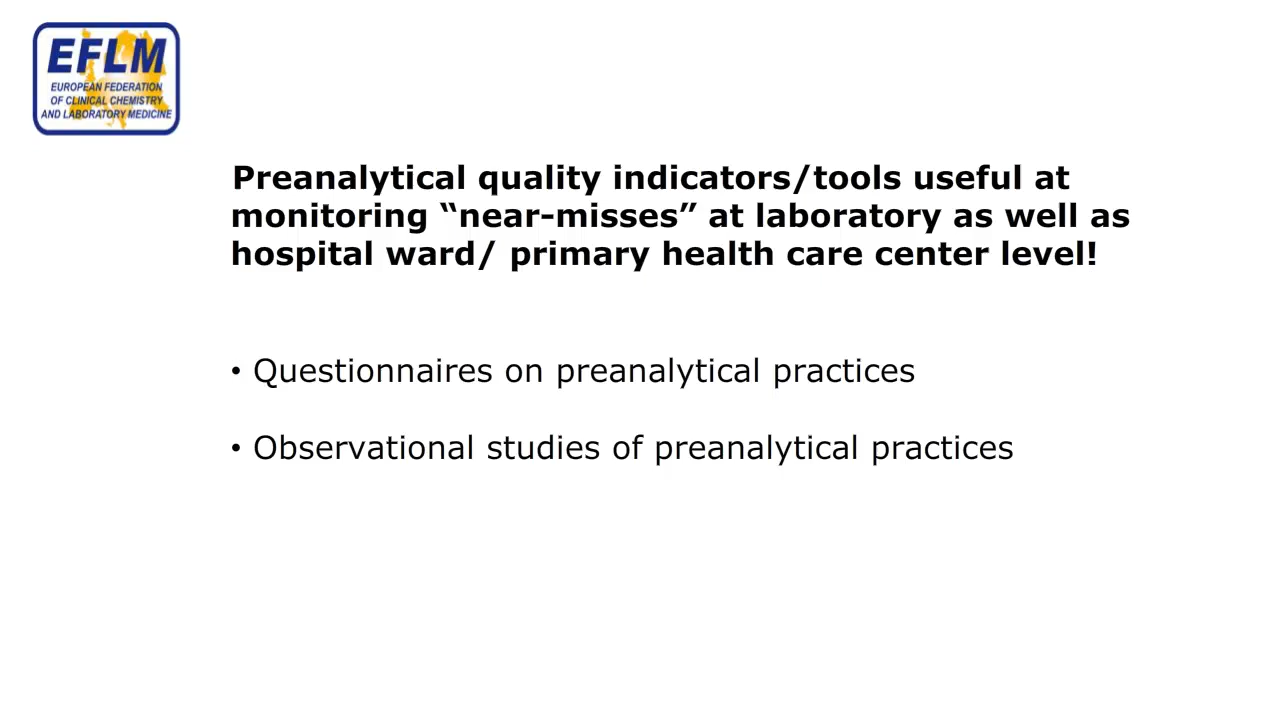 EFLM
EUROPEAN FEDERATION
OF CLINICAL CHEMISTRY
AND LABORATORY MEDICINE
Preanalytical quality indicators/tools useful at
monitoring “near-misses” at laboratory as well as
hospital ward/ primary health care center level!
• Questionnaires on preanalytical practices
• Observational studies of preanalytical practices